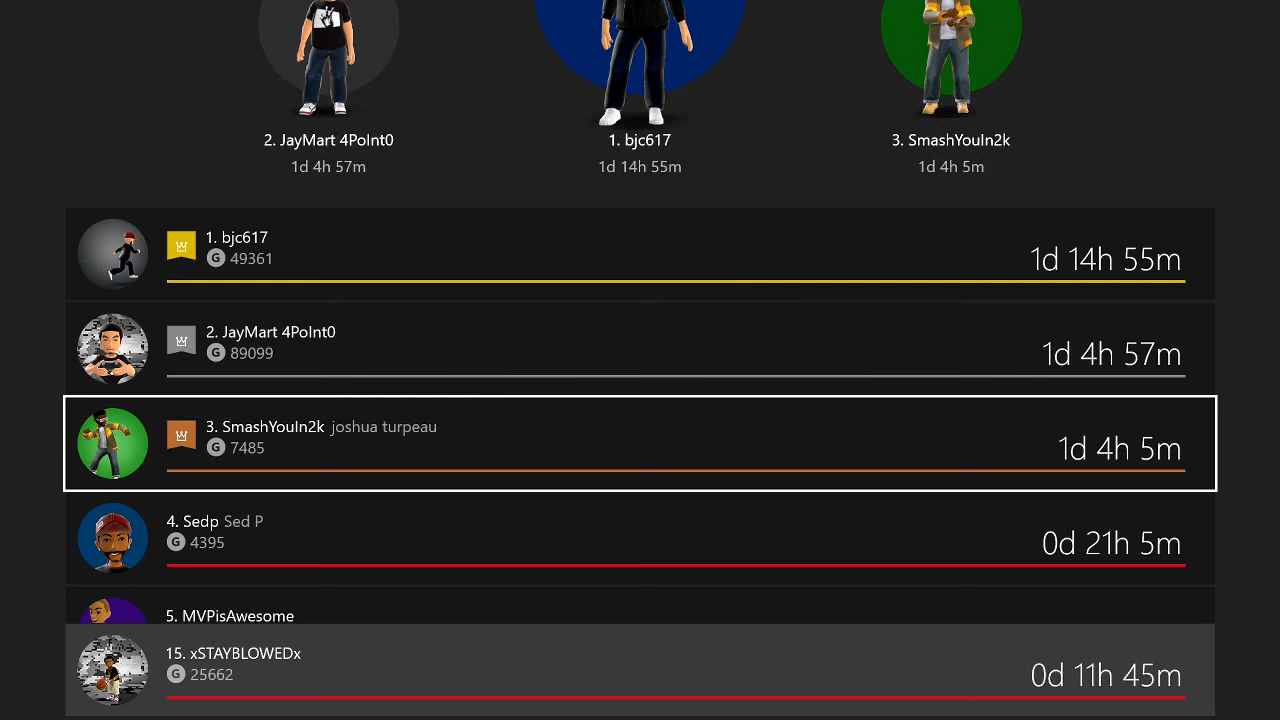 2. JayMart 4PoInt0
1d 4h 57m
1. bjc617
1d 14h 55m
3. SmashYouIn2k
1d 4h 5m
1. bjc617
G 49361
1d 14h 55m
2. JayMart 4PoInt0
G 89099
1d 4h 57m
3. SmashYouIn2k joshua turpeau
G 7485
1d 4h 5m
4. Sedp Sed P
G 4395
0d 21h 5m
5. MVPisAwesome
15. xSTAYBLOWEDx
G 25662
0d 11h 45m